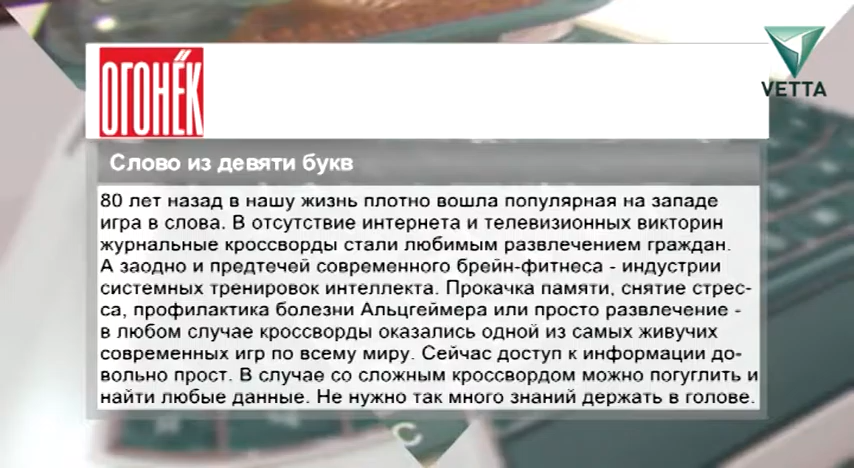 VETTA
ОГОНЁК
Слово из девяти букв
80 лет назад в нашу жизнь плотно вошла популярная на западе
игра в слова. В отсутствие интернета и телевизионных викторин
журнальные кроссворды стали любимым развлечением граждан.
А заодно и предтечей современного брейн-фитнеса - индустрии
системных тренировок интеллекта. Прокачка памяти, снятие стрес-
са, профилактика болезни Альцгеймера или просто развлечение -
в любом случае кроссворды оказались одной из самых живучих
современных игр по всему миру. Сейчас доступ к информации до-
вольно прост. В случае со сложным кроссвордом можно погуглить и
найти любые данные. Не нужно так много знаний держать в голове.